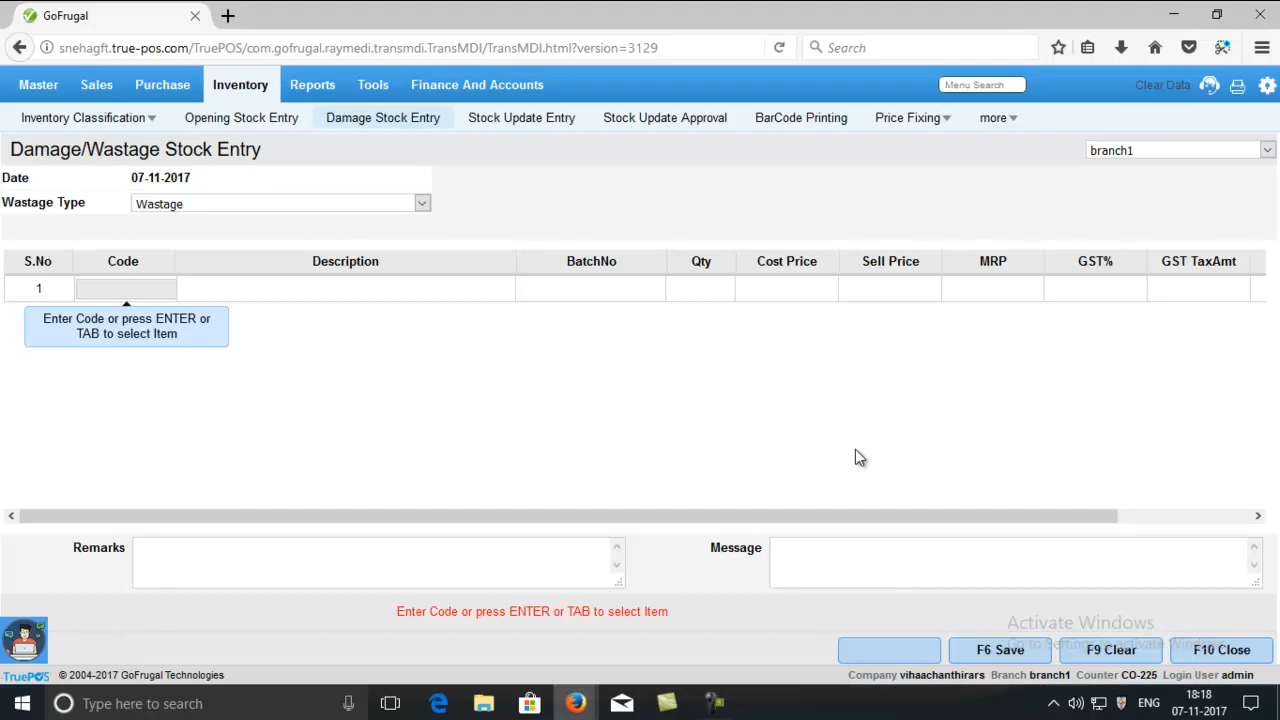 GoFrugal
snehagft.true-pos.com/TruePOS/com.gofrugal.raymedi.transmdi.TransMDI/TransMDI.html?version=3129
Search
Master Sales Purchase Inventory Reports Tools Finance And Accounts Menu Search Clear Data
Inventory Classification Opening Stock Entry Damage Stock Entry Stock Update Entry Stock Update Approval BarCode Printing Price Fixing more
Damage/Wastage Stock Entry branch1
Date 07-11-2017
Wastage Type Wastage
S.No Code Description BatchNo Qty Cost Price Sell Price MRP GST% GST TaxAmt
1
Enter Code or press ENTER or
TAB to select Item
Remarks Message
Enter Code or press ENTER or TAB to select Item
Activate Windows
Go to Settings to activate Windows.
F6 Save F9 Clear F10 Close
TruePOS © 2004-2017 GoFrugal Technologies Company vihaachanthirars Branch branch1 Counter CO-225 Login User admin
Type here to search ENG 18:18
07-11-2017